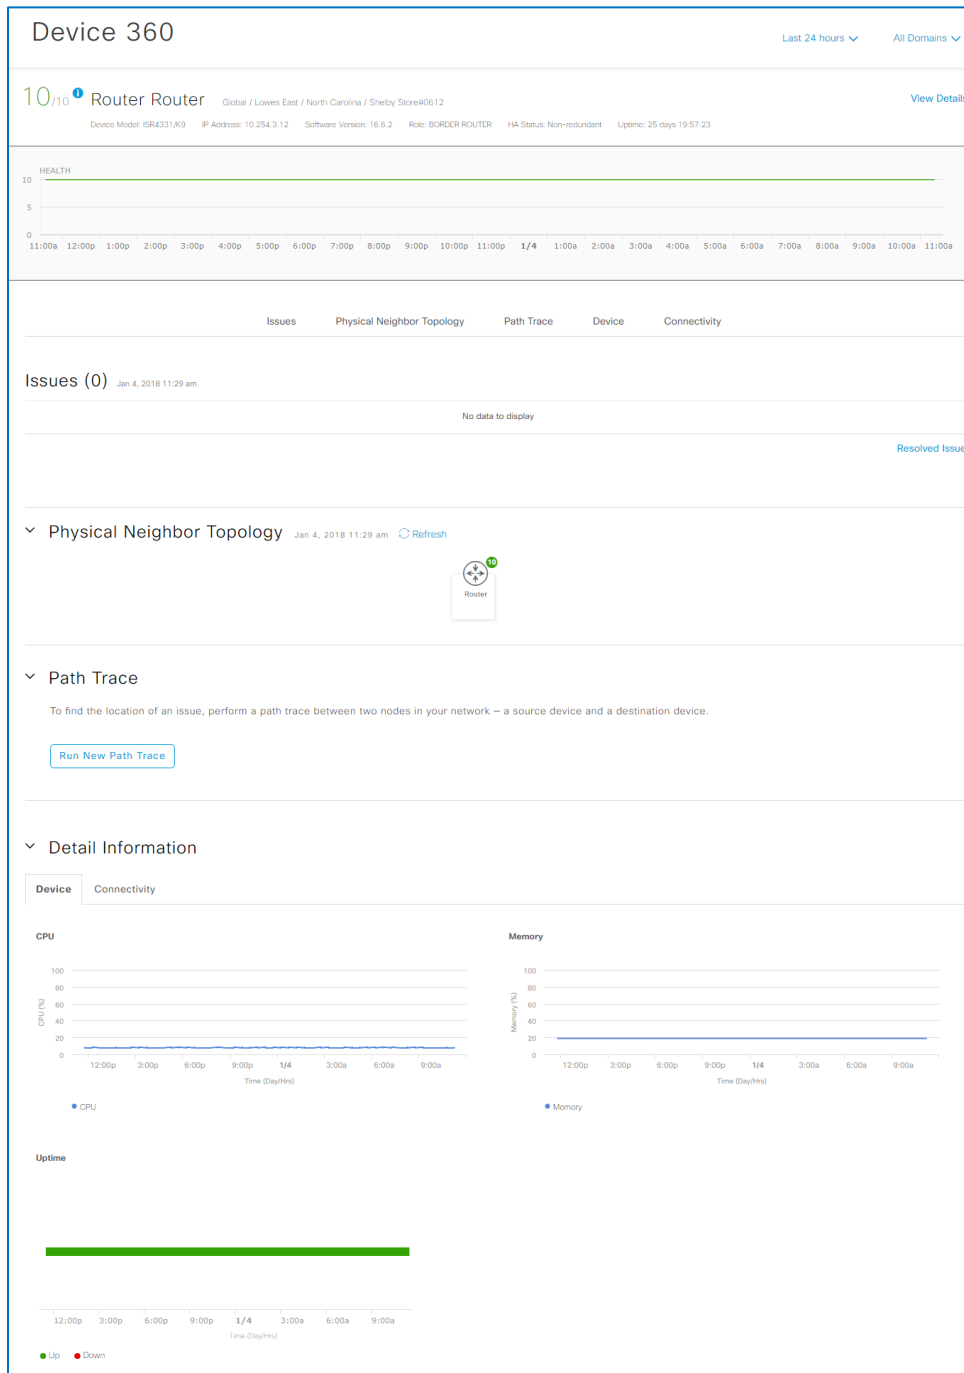 Device 360
Last 24 hours All Domains
10/10 Router Router Global / Lowes East / North Carolina / Shelby Store#0612 View Details
Device Model: ISR4331/K9 IP Address: 10.254.3.12 Software Version: 16.6.2 Role: BORDER ROUTER HA Status: Non-redundant Uptime: 25 days 19:57:23
HEALTH
10
5
0
11:00a 12:00p 1:00p 2:00p 3:00p 4:00p 5:00p 6:00p 7:00p 8:00p 9:00p 10:00p 11:00p 1/4 1:00a 2:00a 3:00a 4:00a 5:00a 6:00a 7:00a 8:00a 9:00a 10:00a 11:00a
Issues Physical Neighbor Topology Path Trace Device Connectivity
Issues (0) Jan 4, 2018 11:29 am
No data to display
Resolved Issue
Physical Neighbor Topology Jan 4, 2018 11:29 am Refresh
10
Router
Path Trace
To find the location of an issue, perform a path trace between two nodes in your network – a source device and a destination device.
Run New Path Trace
Detail Information
Device Connectivity
CPU
100
80
60
40
20
0
CPU (%)
12:00p 3:00p 6:00p 9:00p 1/4 3:00a 6:00a 9:00a
Time (Day/Hrs)
CPU
Memory
100
80
60
40
20
0
Memory (%)
12:00p 3:00p 6:00p 9:00p 1/4 3:00a 6:00a 9:00a
Time (Day/Hrs)
Memory
Uptime
12:00p 3:00p 6:00p 9:00p 1/4 3:00a 6:00a 9:00a
Time (Day/Hrs)
Up Down